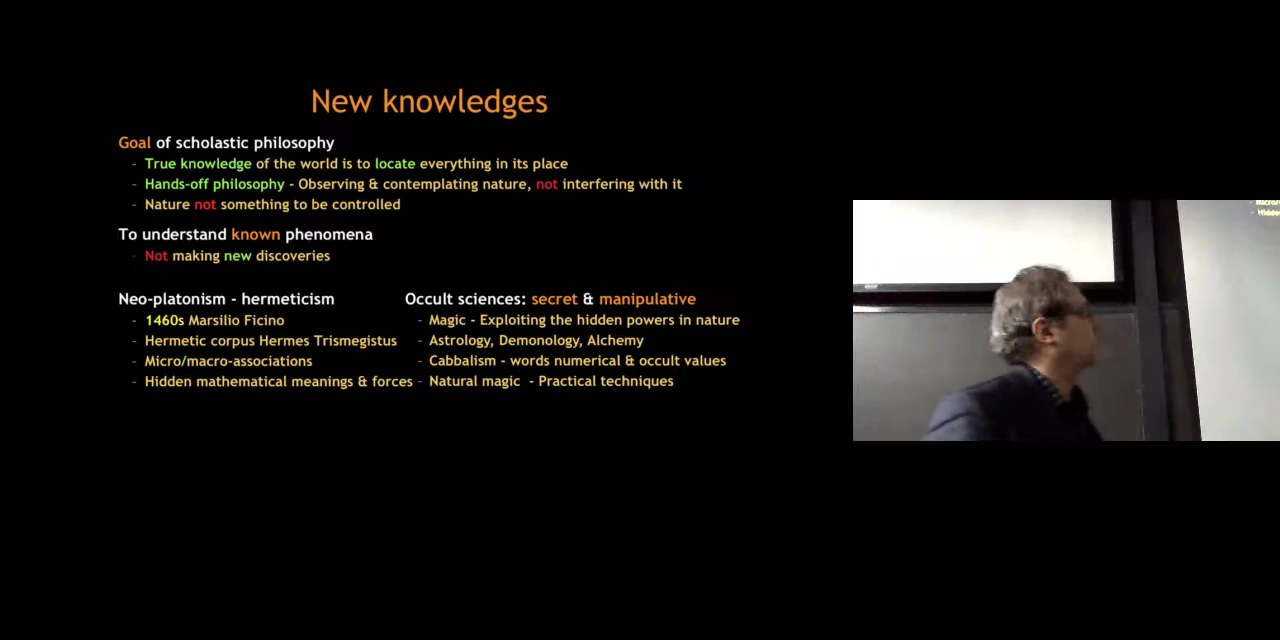 New knowledges
Goal of scholastic philosophy
- True knowledge of the world is to locate everything in its place
- Hands-off philosophy - Observing & contemplating nature, not interfering with it
- Nature not something to be controlled
To understand known phenomena
- Not making new discoveries
Neo-platonism - hermeticism
- 1460s Marsilio Ficino
- Hermetic corpus Hermes Trismegistus
- Micro/macro-associations
- Hidden mathematical meanings & forces
Occult sciences: secret & manipulative
- Magic - Exploiting the hidden powers in nature
- Astrology, Demonology, Alchemy
- Cabbalism - words numerical & occult values
- Natural magic - Practical techniques